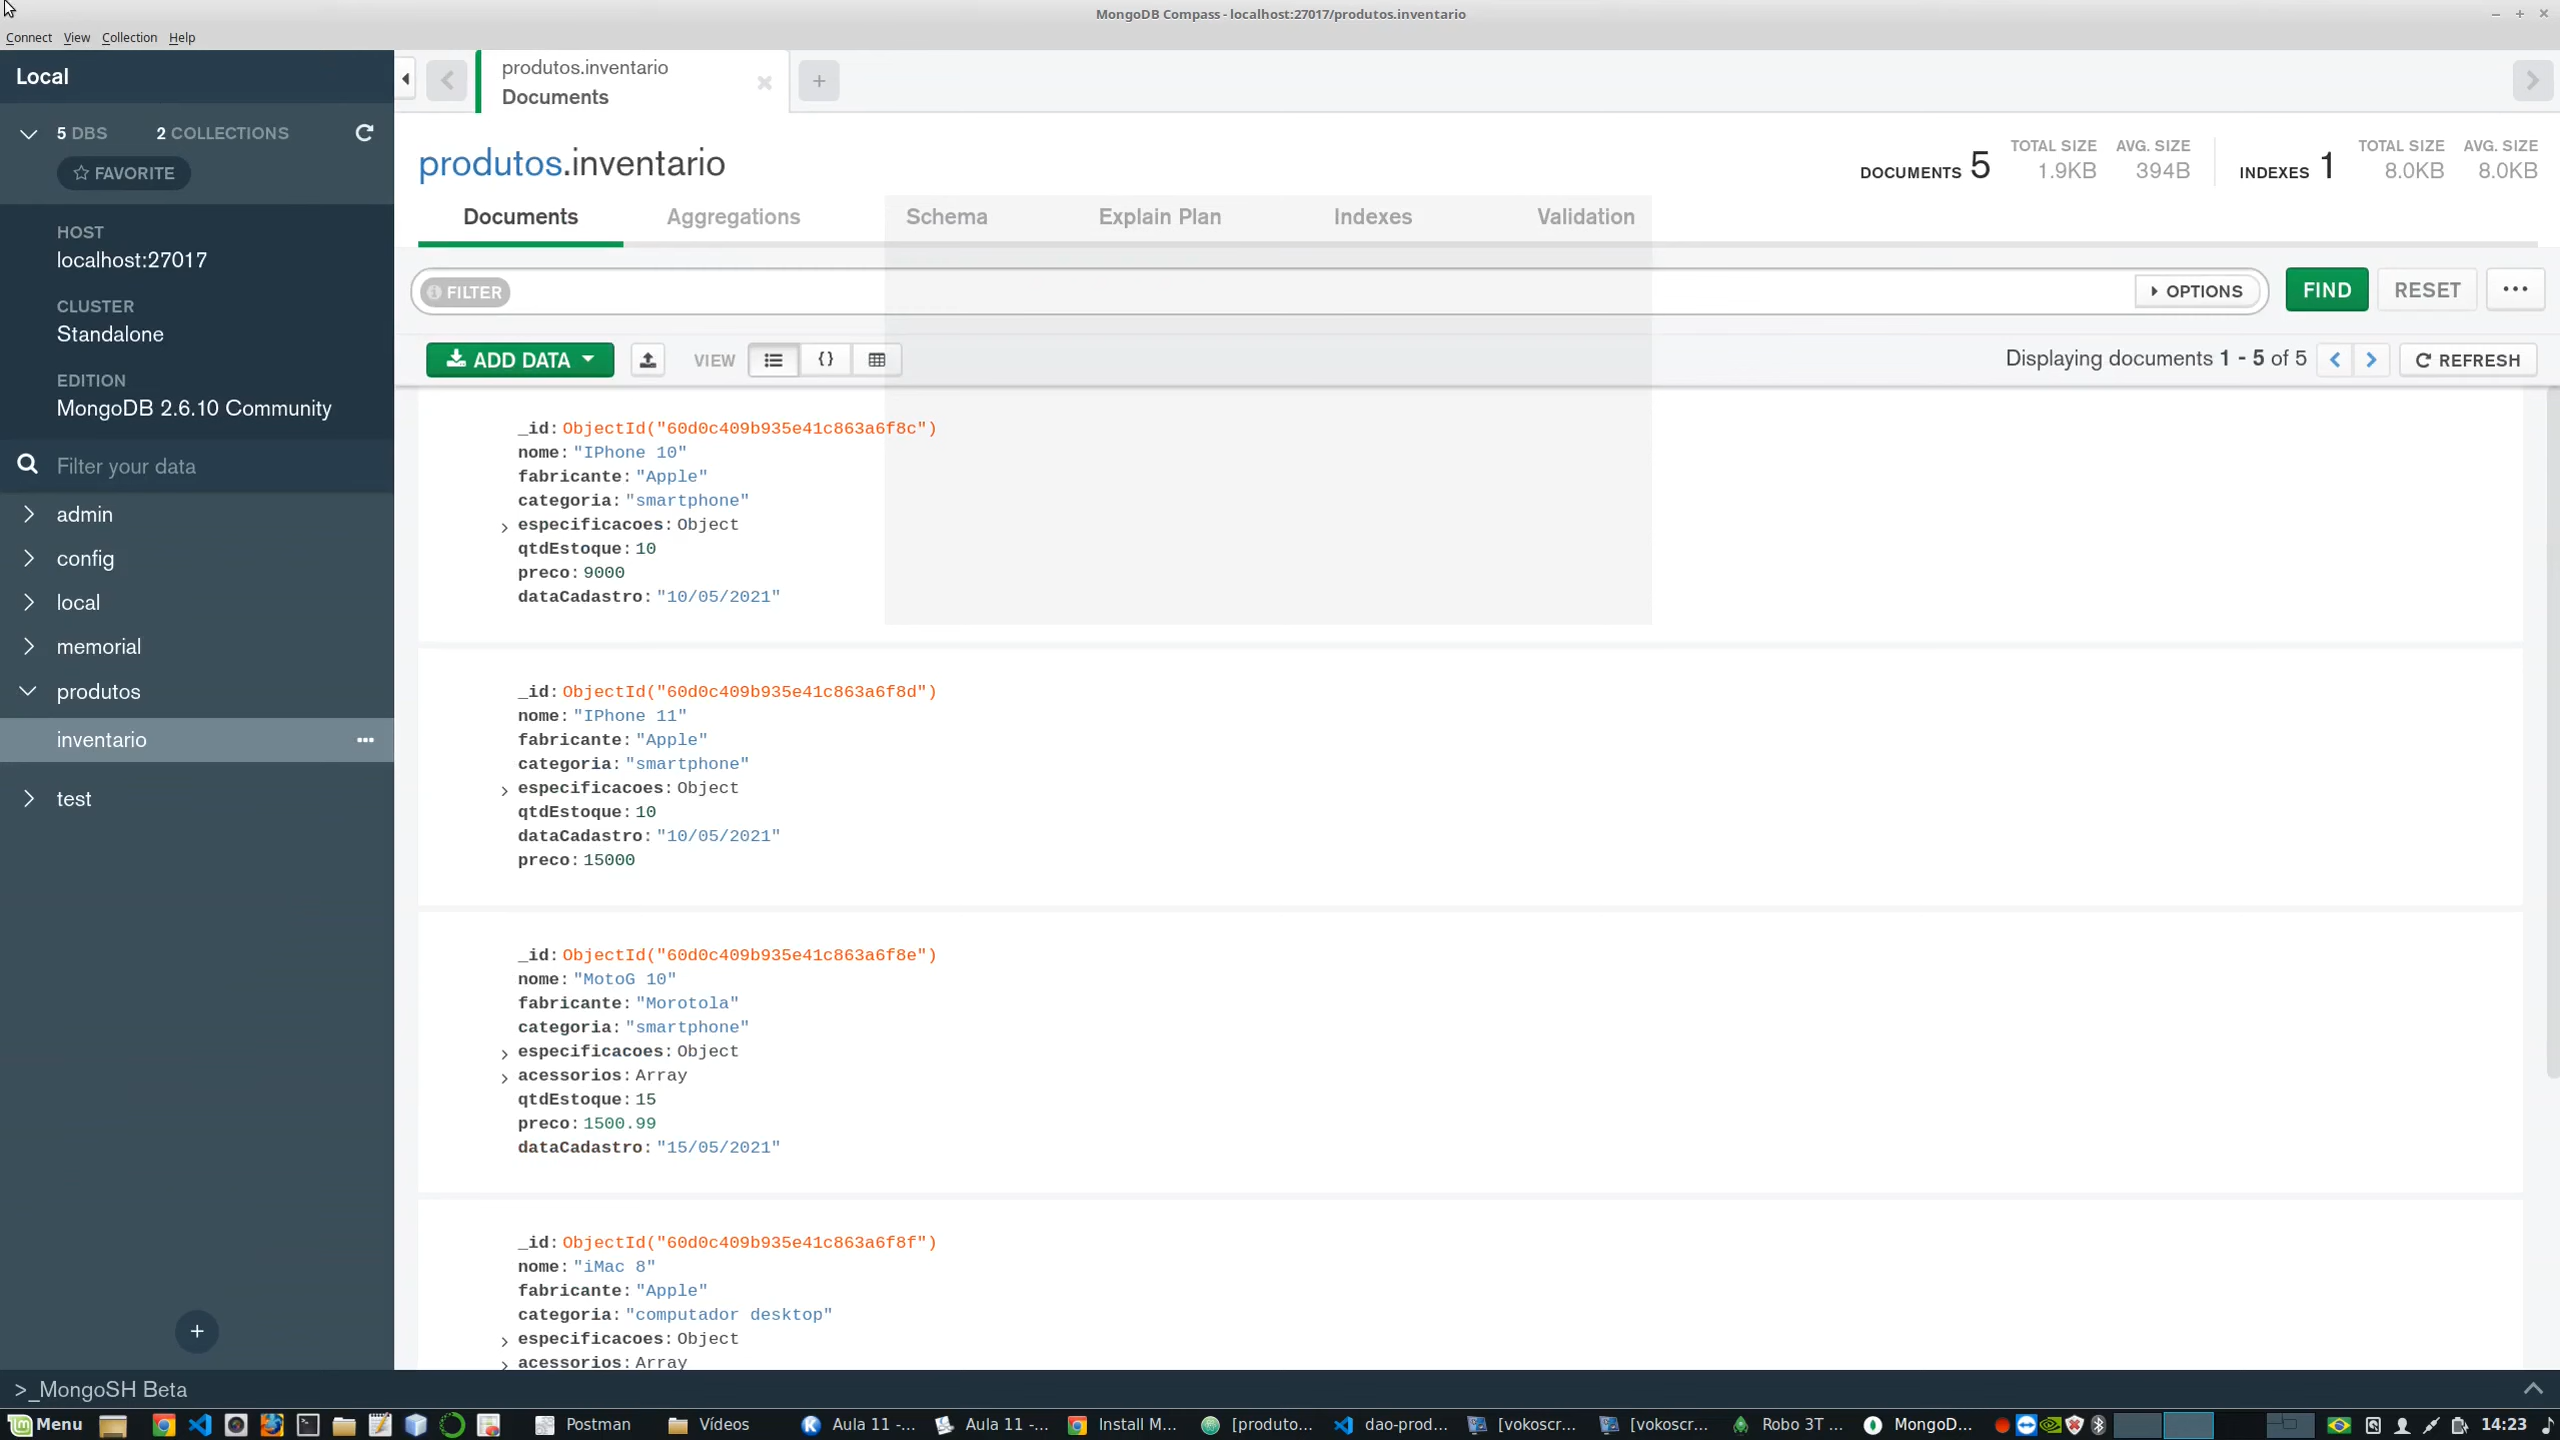 MongoDB Compass - localhost:27017/produtos.inventario
Connect View Collection Help
Local
5 DBS 2 COLLECTIONS
FAVORITE
HOST
localhost:27017
CLUSTER
Standalone
EDITION
MongoDB 2.6.10 Community
Filter your data
admin
config
local
memorial
produtos
inventario
test
produtos.inventario
Documents
produtos.inventario
DOCUMENTS 5
TOTAL SIZE
1.9KB
AVG. SIZE
394B
INDEXES 1
TOTAL SIZE
8.0KB
AVG. SIZE
8.0KB
Documents Aggregations Schema Explain Plan Indexes Validation
FILTER OPTIONS FIND RESET
ADD DATA VIEW {} Displaying documents 1 - 5 of 5 REFRESH
_id: ObjectId("60d0c409b935e41c863a6f8c")
nome: "IPhone 10"
fabricante: "Apple"
categoria: "smartphone"
especificacoes: Object
qtdEstoque: 10
preco: 9000
dataCadastro: "10/05/2021"
_id: ObjectId("60d0c409b935e41c863a6f8d")
nome: "IPhone 11"
fabricante: "Apple"
categoria: "smartphone"
especificacoes: Object
qtdEstoque: 10
dataCadastro: "10/05/2021"
preco: 15000
_id: ObjectId("60d0c409b935e41c863a6f8e")
nome: "MotoG 10"
fabricante: "Morotola"
categoria: "smartphone"
especificacoes: Object
acessorios: Array
qtdEstoque: 15
preco: 1500.99
dataCadastro: "15/05/2021"
_id: ObjectId("60d0c409b935e41c863a6f8f")
nome: "iMac 8"
fabricante: "Apple"
categoria: "computador desktop"
especificacoes: Object
acessorios: Array
>_MongoSH Beta
Menu Postman Vídeos Aula 11 -... Aula 11 -... Install M... [produto... dao-prod... [vokoscr... [vokoscr... Robo 3T ... MongoD... 14:23